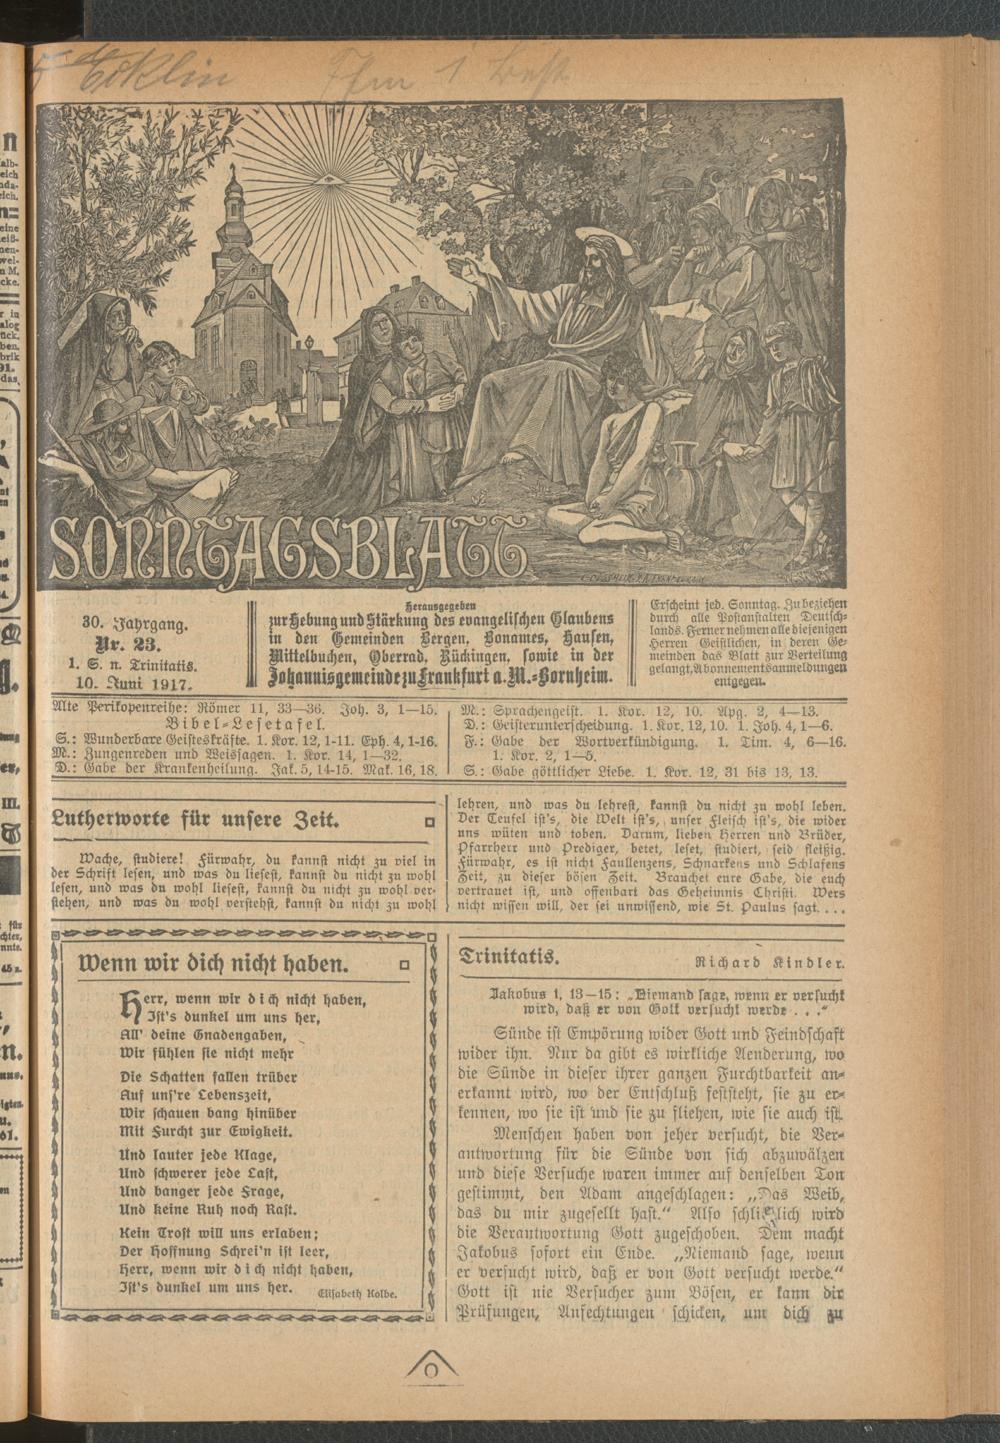 SONNTAGSBLATT
30. Jahrgang.
Nr. 23.
1. S. n. Trinitatis.
10. Juni 1917.
Herausgegeben
zur Hebung und Stärkung des evangelischen Glaubens
in den Gemeinden Bergen, Bonames, Hausen,
Mittelbuchen, Oberrad, Rückingen, sowie in der
Johannisgemeinde zu Frankfurt a. M.-Bornheim.
Erscheint jed. Sonntag. Zu beziehen
durch alle Postanstalten Deutsch-
lands. Ferner nehmen alle diejenigen
Herren Geistlichen, in deren Ge-
meinden das Blatt zur Verteilung
gelangt, Abonnementsanmeldungen
entgegen.
Alte Perikopenreihe: Römer 11, 33—36. Joh. 3, 1—15.
Bibel-Lesetafel.
S.: Wunderbare Geisteskräfte. 1. Kor. 12, 1-11. Eph. 4, 1-16.
M.: Zungenreden und Weissagen. 1. Kor. 14, 1—32.
D.: Gabe der Krankenheilung. Jak. 5, 14-15. Mak. 16, 18.
M.: Sprachengeist. 1. Kor. 12, 10. Apg. 2, 4—13.
D.: Geisterunterscheidung. 1. Kor. 12, 10. 1. Joh. 4, 1—6.
F.: Gabe der Wortverkündigung. 1. Tim. 4, 6—16.
1. Kor. 2, 1—5.
S.: Gabe göttlicher Liebe. 1. Kor. 12, 31 bis 13, 13.
Lutherworte für unsere Zeit.
Wache, studiere! Fürwahr, du kannst nicht zu viel in
der Schrift lesen, und was du liesest, kannst du nicht zu wohl
lesen, und was du wohl liesest, kannst du nicht zu wohl ver-
stehen, und was du wohl verstehst, kannst du nicht zu wohl
lehren, und was du lehrest, kannst du nicht zu wohl leben.
Der Teufel ist's, die Welt ist's, unser Fleisch ist's, die wider
uns wüten und toben. Darum, lieben Herren und Brüder,
Pfarrherr und Prediger, betet, leset, studiert, seid fleißig.
Fürwahr, es ist nicht Faullenzens, Schnarkens und Schlafens
Zeit, zu dieser bösen Zeit. Brauchet eure Gabe, die euch
vertrauet ist, und offenbart das Geheimnis Christi. Wers
nicht wissen will, der sei unwissend, wie St. Paulus sagt. . . .
Wenn wir dich nicht haben.
Herr, wenn wir dich nicht haben,
Ist's dunkel um uns her,
All' deine Gnadengaben,
Wir fühlen sie nicht mehr
Die Schatten fallen trüber
Auf uns're Lebenszeit,
Wir schauen bang hinüber
Mit Furcht zur Ewigkeit.
Und lauter jede Klage,
Und schwerer jede Last,
Und banger jede Frage,
Und keine Ruh noch Rast.
Kein Trost will uns erlaben;
Der Hoffnung Schrei'n ist leer,
Herr, wenn wir dich nicht haben,
Ist's dunkel um uns her.
Elisabeth Kolbe.
Trinitatis.
Richard Kindler.
Jakobus 1, 13—15: „Niemand sage, wenn er versucht
wird, daß er von Gott versucht werde . . .“
Sünde ist Empörung wider Gott und Feindschaft
wider ihn. Nur da gibt es wirkliche Aenderung, wo
die Sünde in dieser ihrer ganzen Furchtbarkeit an-
erkannt wird, wo der Entschluß feststeht, sie zu er-
kennen, wo sie ist und sie zu fliehen, wie sie auch ist.
Menschen haben von jeher versucht, die Ver-
antwortung für die Sünde von sich abzuwälzen
und diese Versuche waren immer auf denselben Ton
gestimmt, den Adam angeschlagen: „Das Weib,
das du mir zugesellt hast.“ Also schließlich wird
die Verantwortung Gott zugeschoben. Dem macht
Jakobus sofort ein Ende. „Niemand sage, wenn
er versucht wird, daß er von Gott versucht werde.“
Gott ist nie Versucher zum Bösen, er kann dir
Prüfungen, Anfechtungen schicken, um dich zu